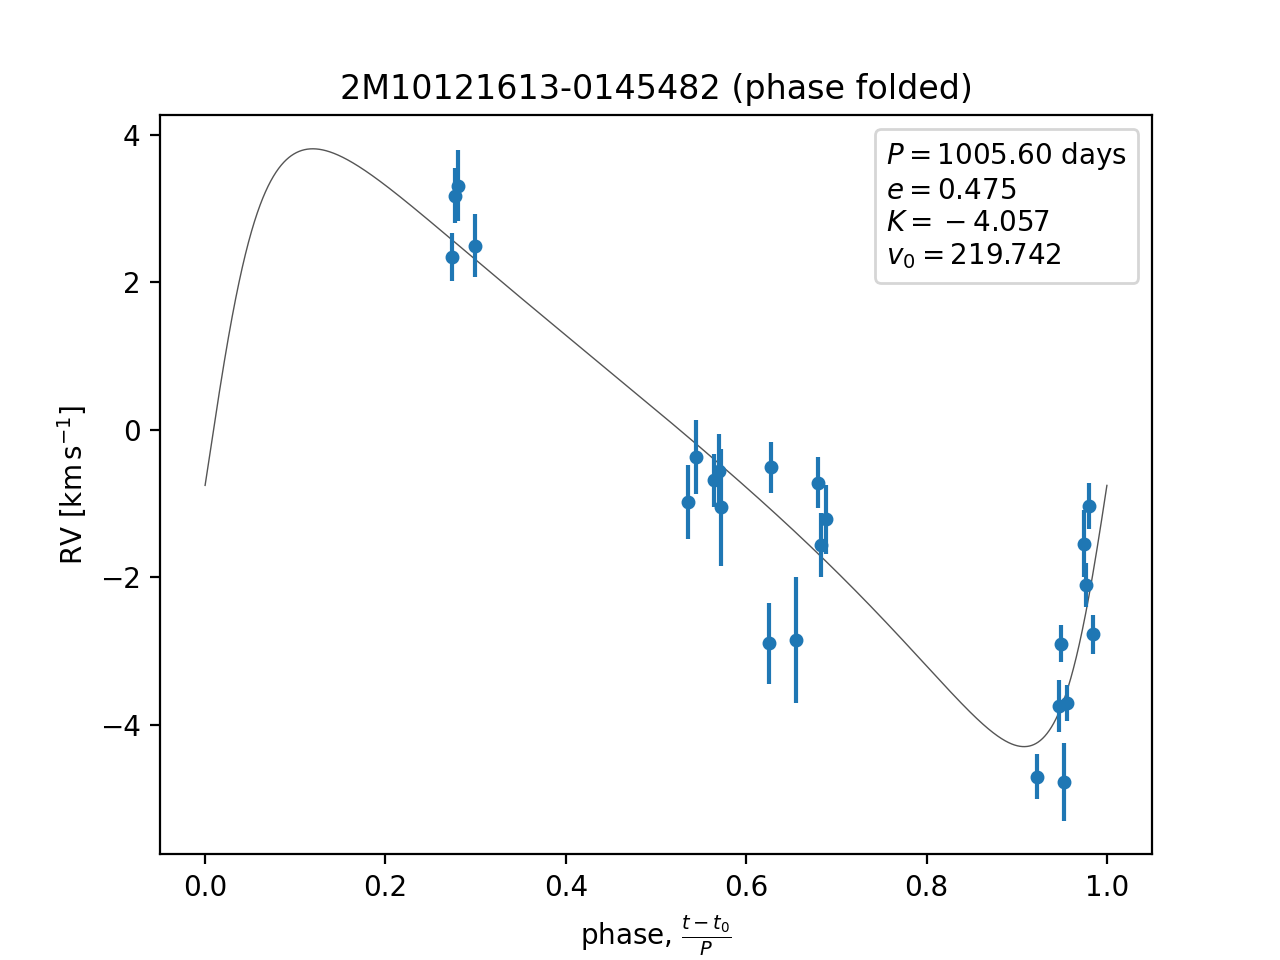 2M10121613-0145482 (phase folded)
P = 1005.60 days
e = 0.475
K = −4.057
v₀ = 219.742
4
2
0
−2
−4
RV [km s⁻¹]
0.0 0.2 0.4 0.6 0.8 1.0
phase, (t − t₀)/P